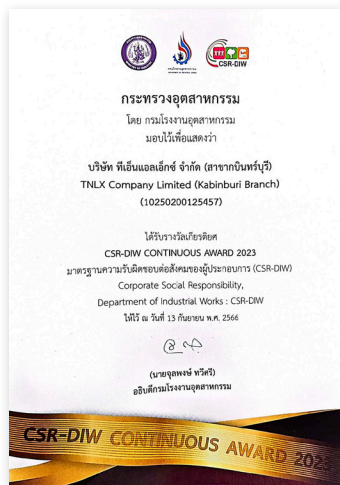 CSR-DIW
กระทรวงอุตสาหกรรม
โดย กรมโรงงานอุตสาหกรรม
มอบไว้เพื่อแสดงว่า
บริษัท ทีเอ็นแอลเอ็กซ์ จำกัด (สาขากบินทร์บุรี)
TNLX Company Limited (Kabinburi Branch)
(10250200125457)
ได้รับรางวัลเกียรติยศ
CSR-DIW CONTINUOUS AWARD 2023
มาตรฐานความรับผิดชอบต่อสังคมของผู้ประกอบการ (CSR-DIW)
Corporate Social Responsibility,
Department of Industrial Works : CSR-DIW
ให้ไว้ ณ วันที่ 13 กันยายน พ.ศ. 2566
(นายจุลพงษ์ ทวีศรี)
อธิบดีกรมโรงงานอุตสาหกรรม
CSR-DIW CONTINUOUS AWARD 2023